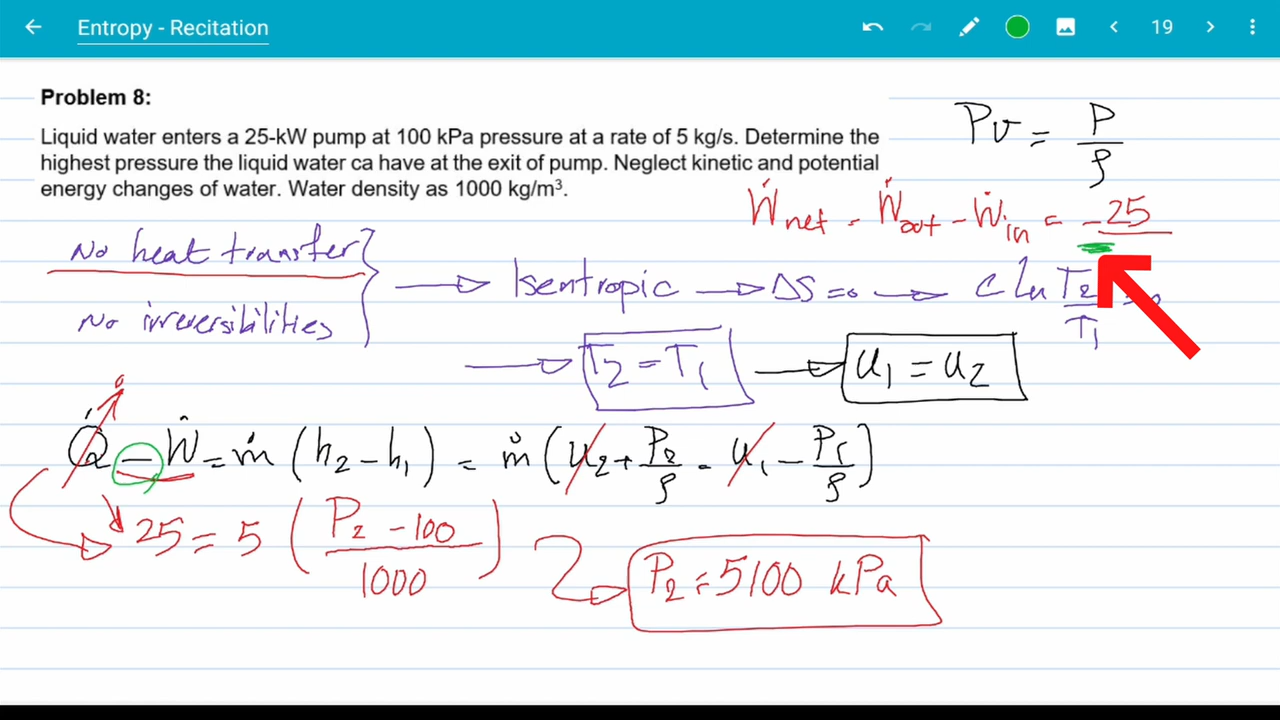 Entropy - Recitation
19
Problem 8:
Liquid water enters a 25-kW pump at 100 kPa pressure at a rate of 5 kg/s. Determine the
highest pressure the liquid water ca have at the exit of pump. Neglect kinetic and potential
energy changes of water. Water density as 1000 kg/m³.
Pv = P/ρ
Ẇnet = Ẇout - Ẇin = -25
No heat transfer
No irreversibilities
Isentropic → ΔS = 0 → C ln T2/T1
T2 = T1 → u1 = u2
Q̇ - Ẇ = ṁ (h2 - h1) = ṁ (u2 + P2/ρ - u1 - P1/ρ)
25 = 5 (P2 - 100 / 1000)
P2 = 5100 kPa